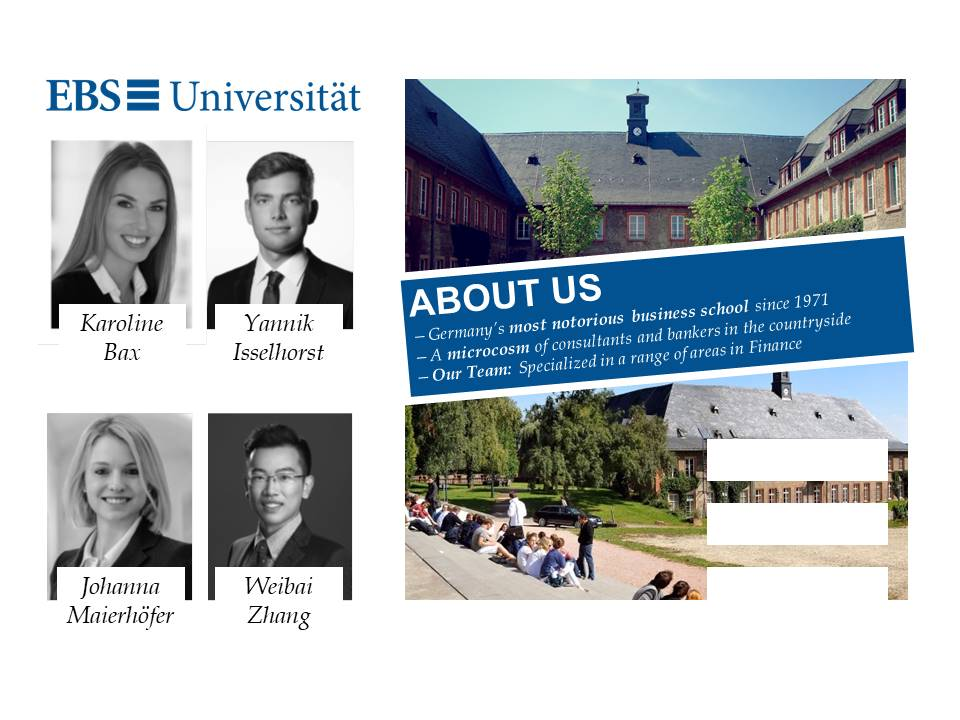 EBS Universität
Karoline
Bax
Yannik
Isselhorst
Johanna
Maierhöfer
Weibai
Zhang
ABOUT US
– Germany's most notorious business school since 1971
– A microcosm of consultants and bankers in the countryside
– Our Team: Specialized in a range of areas in Finance